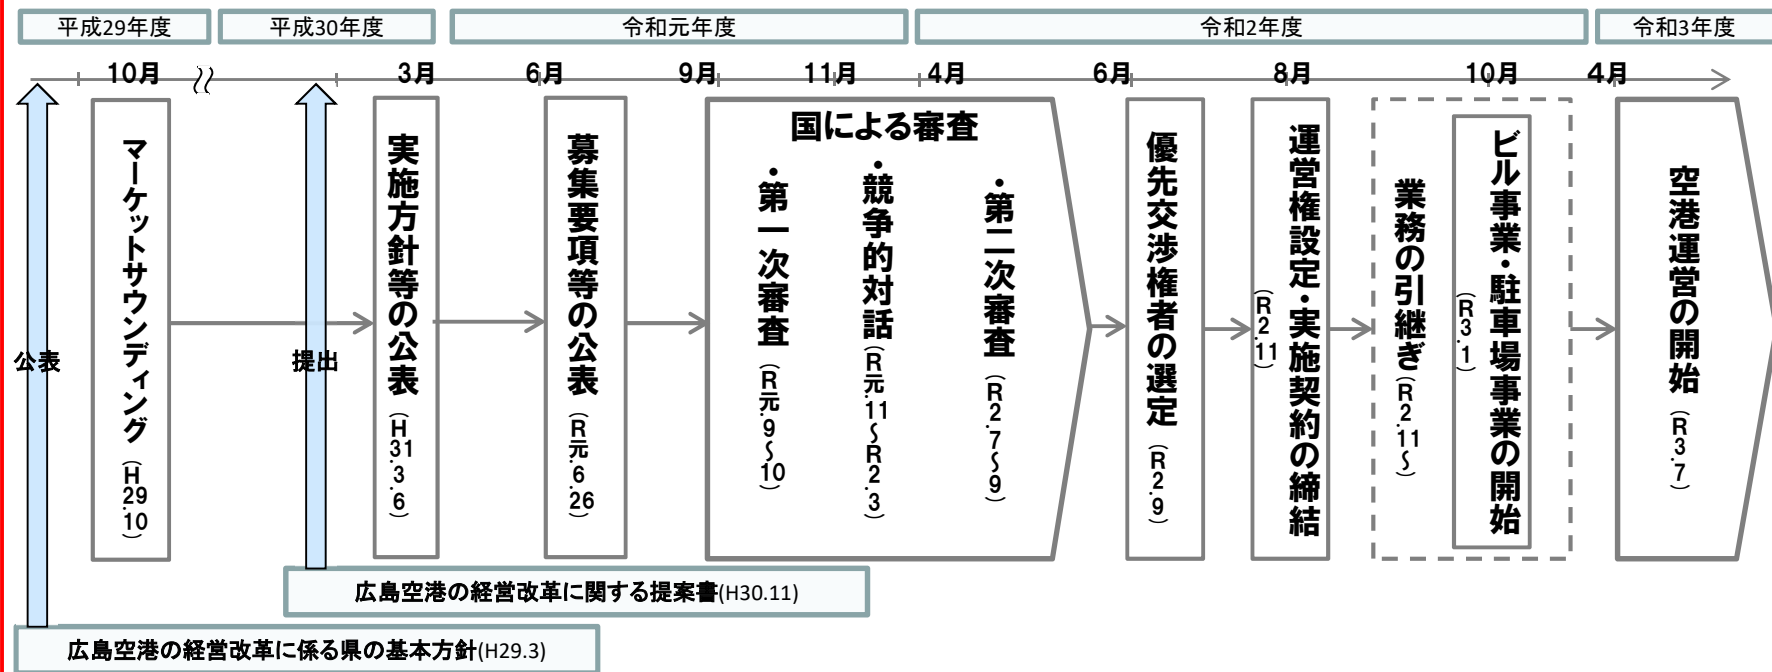 平成29年度
平成30年度
令和元年度
令和2年度
令和3年度
10月
3月
6月
9月
11月
4月
6月
8月
10月
4月
公表
マーケットサウンディング（H29.10）
提出
実施方針等の公表（H31.3.6）
募集要項等の公表（R元.6.26）
国による審査
・第一次審査（R元.9～10）
・競争的対話（R元.11～R2.3）
・第二次審査（R2.7～9）
優先交渉権者の選定（R2.9）
運営権設定・実施契約の締結
（R2.11）
業務の引継ぎ（R2.11～）
ビル事業・駐車場事業の開始
（R3.1）
空港運営の開始（R3.7）
広島空港の経営改革に関する提案書(H30.11)
広島空港の経営改革に係る県の基本方針(H29.3)